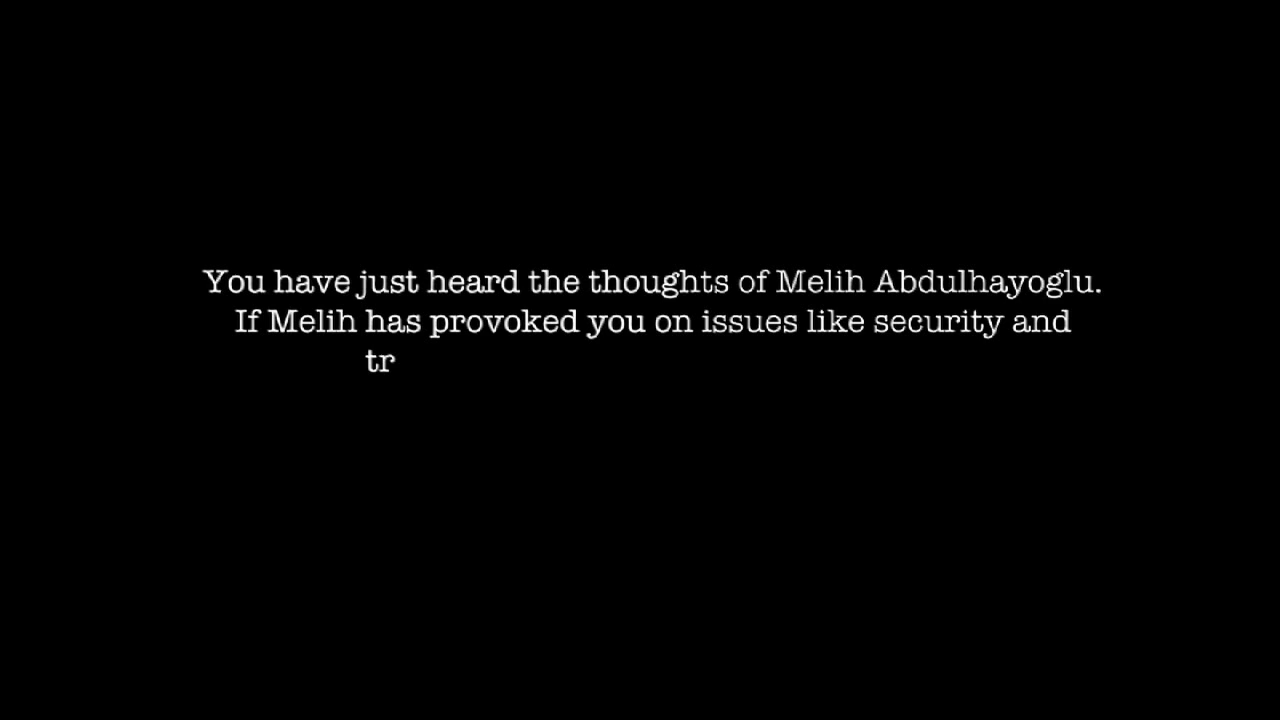 You have just heard the thoughts of Melih Abdulhayoglu.
If Melih has provoked you on issues like security and
tr